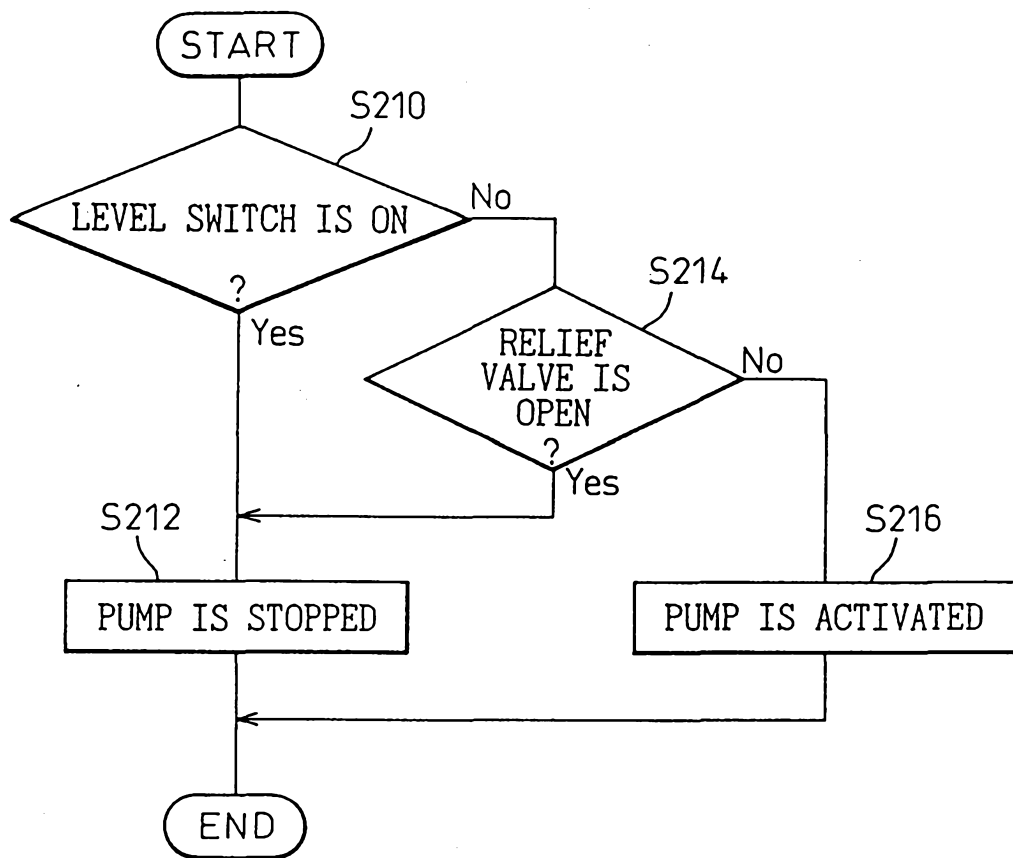 START
S210
LEVEL SWITCH IS ON
?
No
Yes
S214
RELIEF
VALVE IS
OPEN
?
No
Yes
S212
PUMP IS STOPPED
S216
PUMP IS ACTIVATED
END